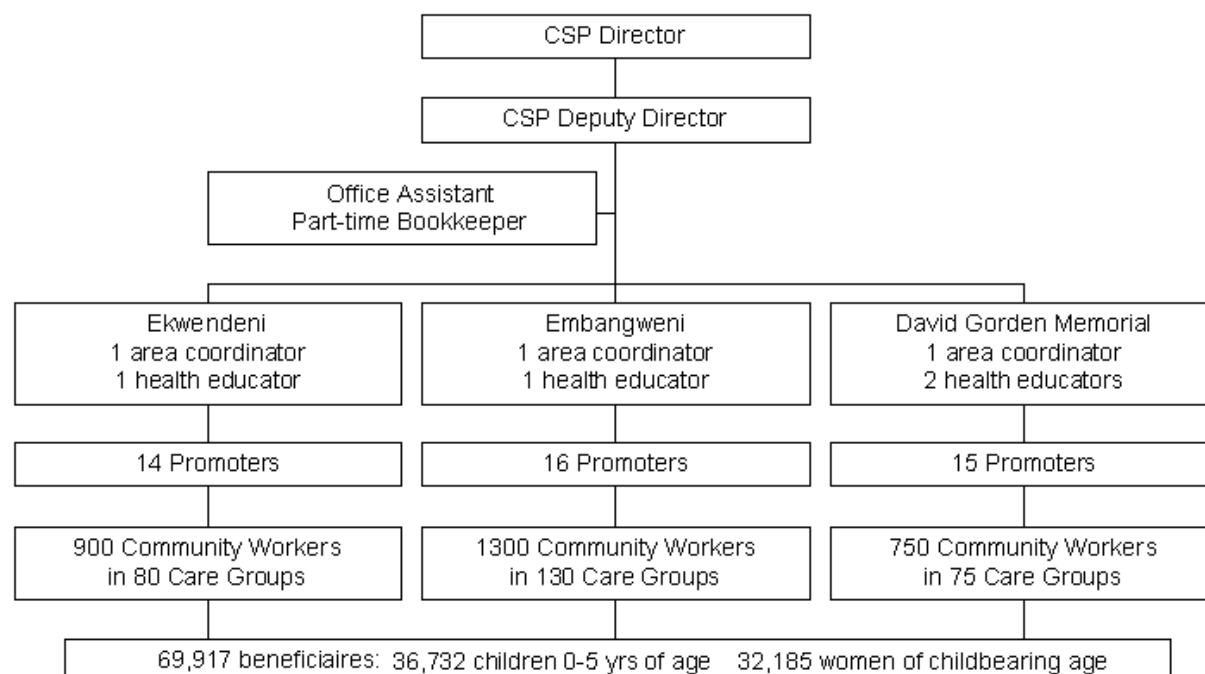 CSP Director
CSP Deputy Director
Office Assistant
Part-time Bookkeeper
Ekwendeni
1 area coordinator
1 health educator
Embangweni
1 area coordinator
1 health educator
David Gorden Memorial
1 area coordinator
2 health educators
14 Promoters
16 Promoters
15 Promoters
900 Community Workers
in 80 Care Groups
1300 Community Workers
in 130 Care Groups
750 Community Workers
in 75 Care Groups
69,917 beneficiaires: 36,732 children 0-5 yrs of age 32,185 women of childbearing age